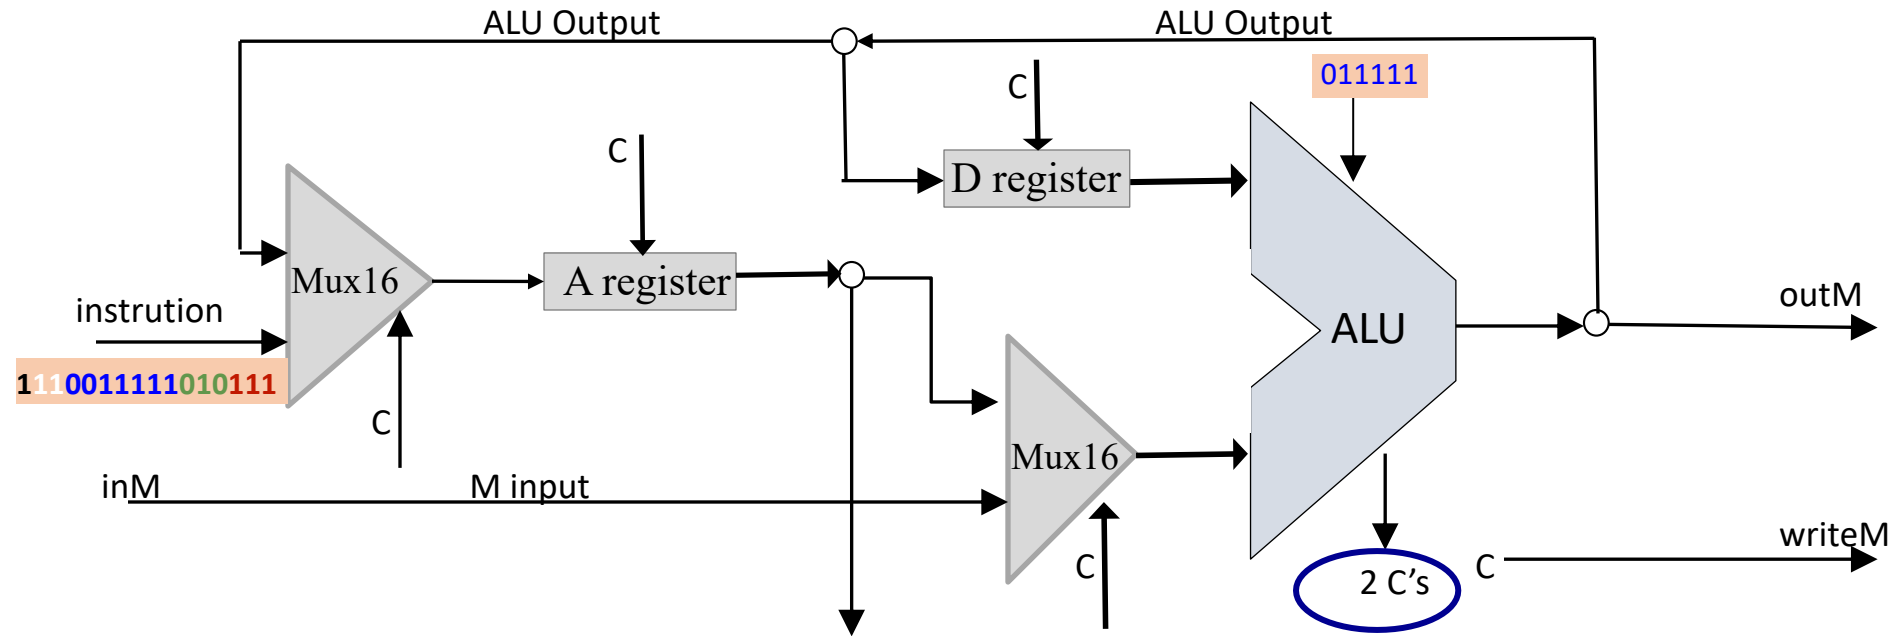 ALU Output
ALU Output
011111
C
C
D register
Mux16
A register
instrution
outM
ALU
1110011111010111
C
Mux16
inM
M input
writeM
C
C
2 C's